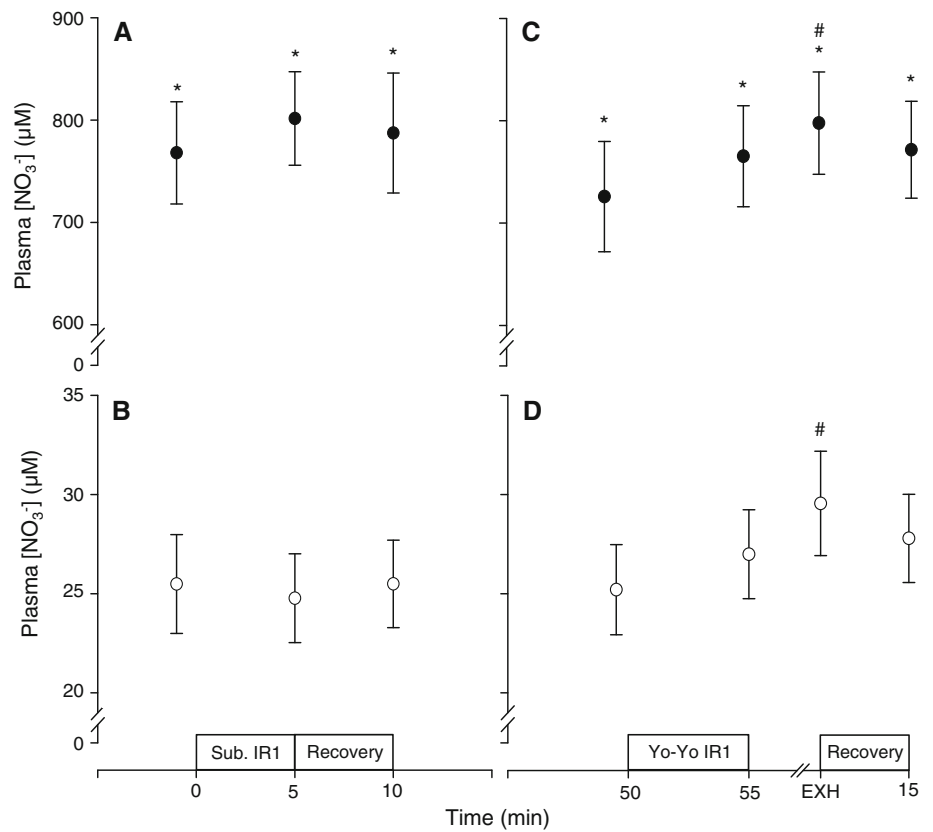 A
C
Plasma [NO₃⁻] (µM)
900
800
700
600
0
*
*
*
*
*
#
*
*
B
D
Plasma [NO₃⁻] (µM)
35
30
25
20
0
#
Sub. IR1
Recovery
Yo-Yo IR1
Recovery
0
5
10
50
55
EXH
15
Time (min)